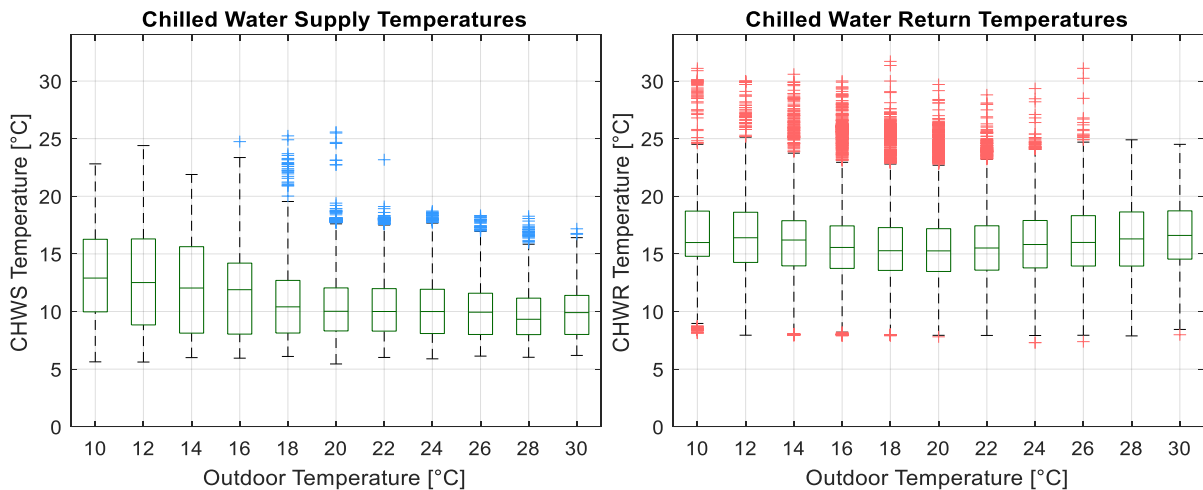 Chilled Water Supply Temperatures
CHWS Temperature [°C]
30
25
20
15
10
5
0
10 12 14 16 18 20 22 24 26 28 30
Outdoor Temperature [°C]
Chilled Water Return Temperatures
CHWR Temperature [°C]
30
25
20
15
10
5
0
10 12 14 16 18 20 22 24 26 28 30
Outdoor Temperature [°C]